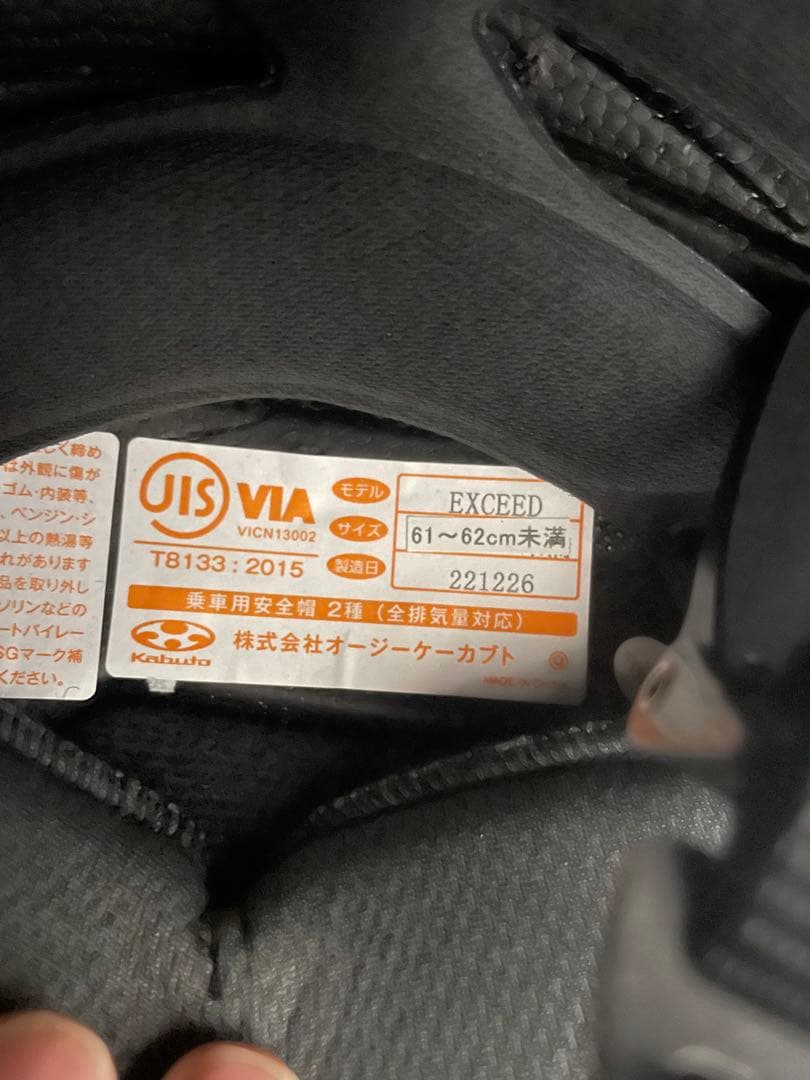 しく締め
は外観に傷が
ゴム・内装等、
、ベンジン・シ
以上の熱湯等
れがあります
品を取り外し
ソリンなどの
ートバイレー
SGマーク補
ください。
JIS VIA
VICN13002
T8133:2015
モデル EXCEED
サイズ 61～62cm未満
製造日 221226
乗車用安全帽 2種（全排気量対応）
Kabuto 株式会社オージーケーカブト
MADE IN